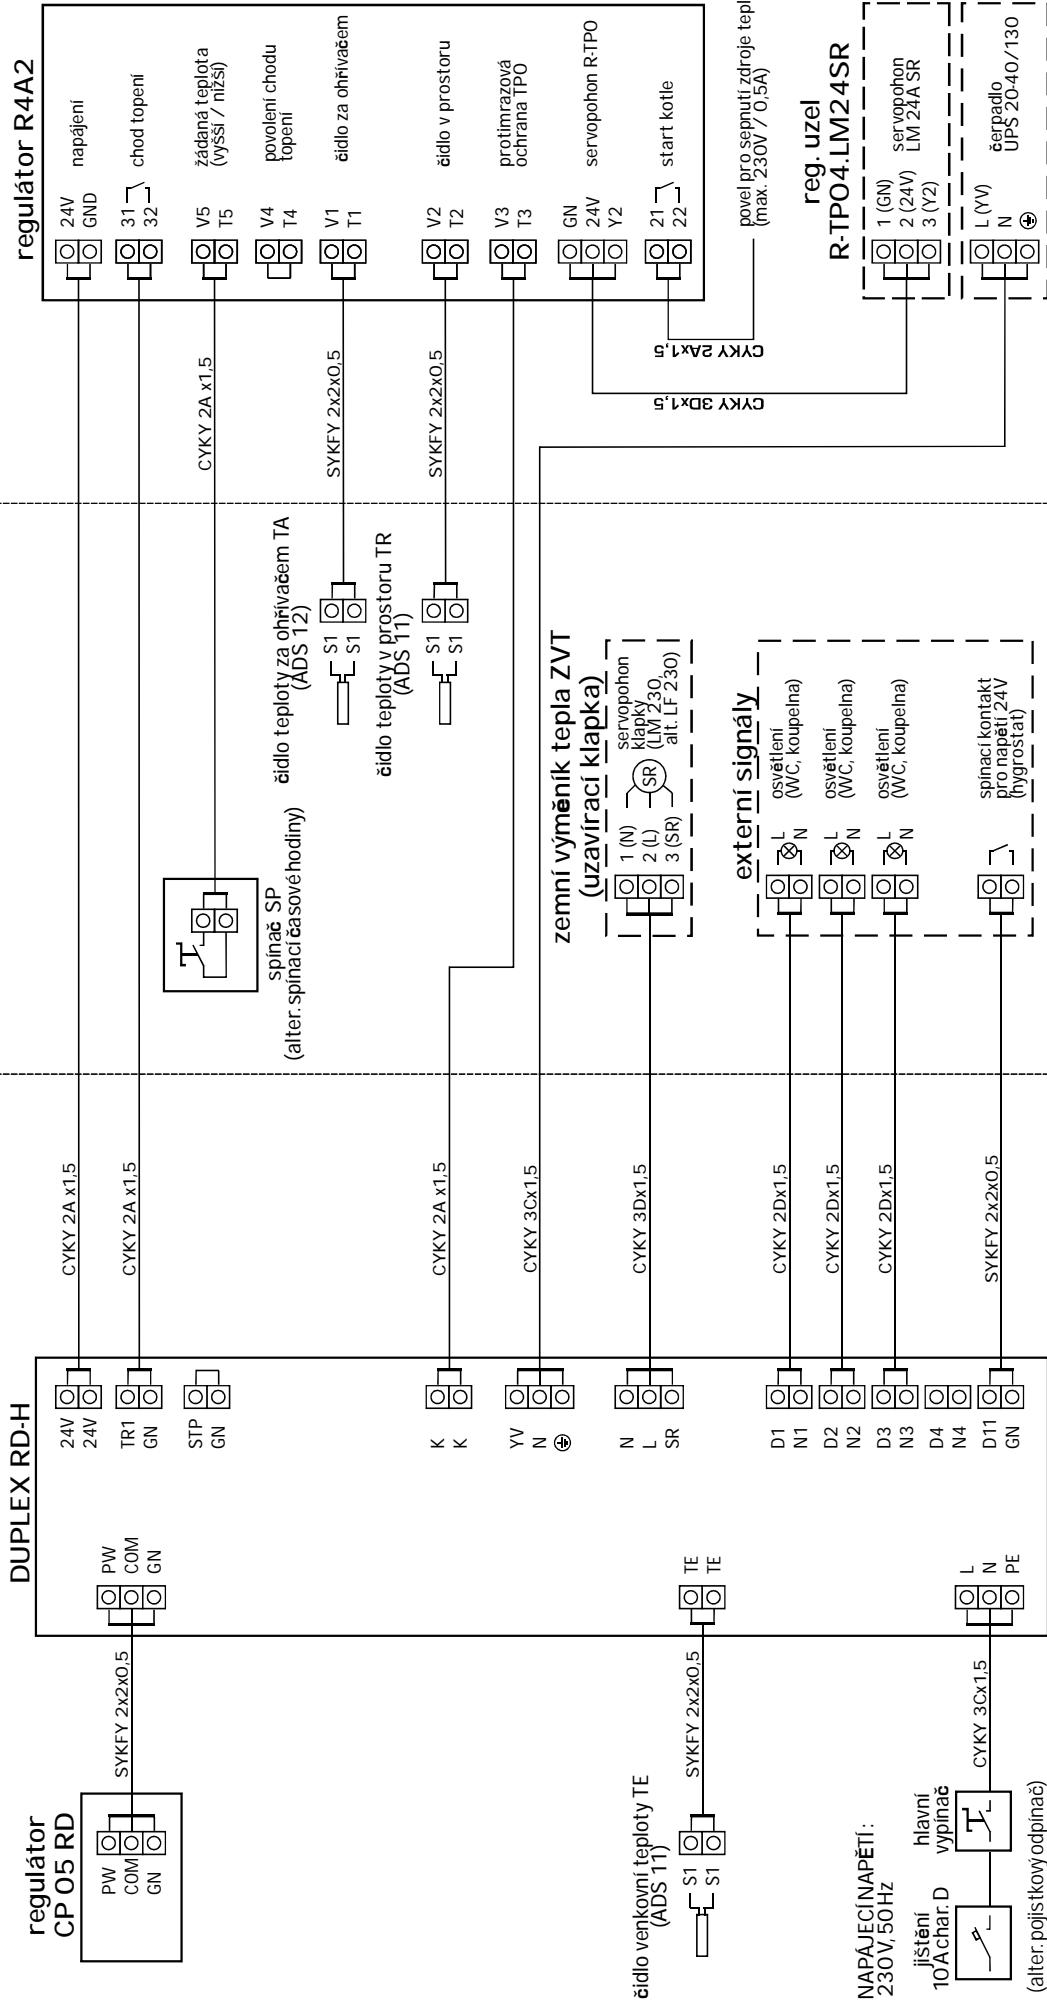 regulátor
CP 05 RD
PW
COM
GN
SYKFY 2x2x0,5
DUPLEX RD-H
PW
COM
GN
čidlo venkovní teploty TE
(ADS 11)
S1
S1
SYKFY 2x2x0,5
TE
TE
NAPÁJECÍ NAPĚTÍ:
230V, 50Hz
jištění
10A char. D
(alter. pojistkový odpínač)
hlavní
vypínač
CYKY 3Cx1,5
L
N
PE
24V
24V
TR1
GN
STP
GN
K
K
YV
N
N
L
SR
D1
N1
D2
N2
D3
N3
D4
N4
D11
GN
CYKY 2A x1,5
CYKY 2A x1,5
CYKY 2A x1,5
CYKY 3Cx1,5
CYKY 3Dx1,5
CYKY 2Dx1,5
CYKY 2Dx1,5
CYKY 2Dx1,5
SYKFY 2x2x0,5
spínač SP
(alter. spínací časové hodiny)
čidlo teploty za ohřívačem TA
(ADS 12)
S1
S1
čidlo teploty v prostoru TR
(ADS 11)
S1
S1
zemní výměník tepla ZVT
(uzavírací klapka)
1 (N)
2 (L)
3 (SR)
SR
servopohon
klapky
(LM 230,
alt. LF 230)
externí signály
L
N
osvětlení
(WC, koupelna)
L
N
osvětlení
(WC, koupelna)
L
N
osvětlení
(WC, koupelna)
spínací kontakt
pro napětí 24V
(hygrostat)
CYKY 2A x1,5
SYKFY 2x2x0,5
SYKFY 2x2x0,5
CYKY 3Dx1,5
CYKY 2Ax1,5
regulátor R4A2
24V
GND
napájení
31
32
chod topení
V5
T5
žádaná teplota
(vyšší / nižší)
V4
T4
povolení chodu
topení
V1
T1
čidlo za ohřívačem
V2
T2
čidlo v prostoru
V3
T3
protimrazová
ochrana TPO
GN
24V
Y2
servopohon R-TPO
21
22
start kotle
povel pro sepnutí zdroje tepl
(max. 230V / 0,5A)
reg. uzel
R-TPO4.LM24SR
1 (GN)
2 (24V)
3 (Y2)
servopohon
LM 24A SR
L (YV)
N
čerpadlo
UPS 20-40/130